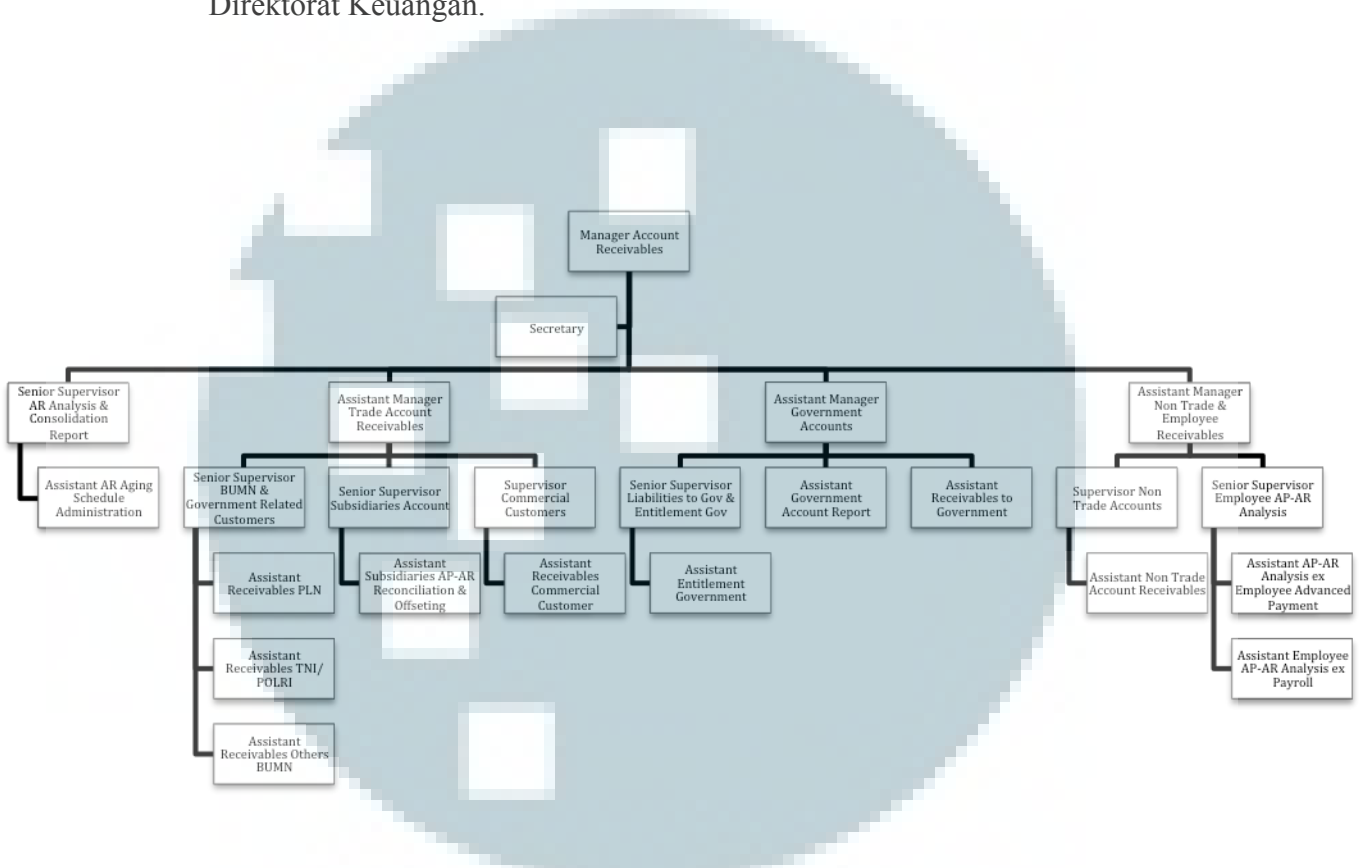 Direktorat Keuangan.
Manager Account
Receivables
Secretary
Senior Supervisor
AR Analysis &
Consolidation
Report
Assistant Manager
Trade Account
Receivables
Assistant Manager
Government
Accounts
Assistant Manager
Non Trade &
Employee
Receivables
Assistant AR Aging
Schedule
Administration
Senior Supervisor
BUMN &
Government Related
Customers
Senior Supervisor
Subsidiaries Account
Supervisor
Commercial
Customers
Senior Supervisor
Liabilities to Gov &
Entitlement Gov
Assistant
Government
Account Report
Assistant
Receivables to
Government
Supervisor Non
Trade Accounts
Senior Supervisor
Employee AP-AR
Analysis
Assistant
Receivables PLN
Assistant
Subsidiaries AP-AR
Reconciliation &
Offseting
Assistant
Receivables
Commercial
Customer
Assistant
Entitlement
Government
Assistant Non Trade
Account Receivables
Assistant AP-AR
Analysis ex
Employee Advanced
Payment
Assistant
Receivables TNI/
POLRI
Assistant Employee
AP-AR Analysis ex
Payroll
Assistant
Receivables Others
BUMN